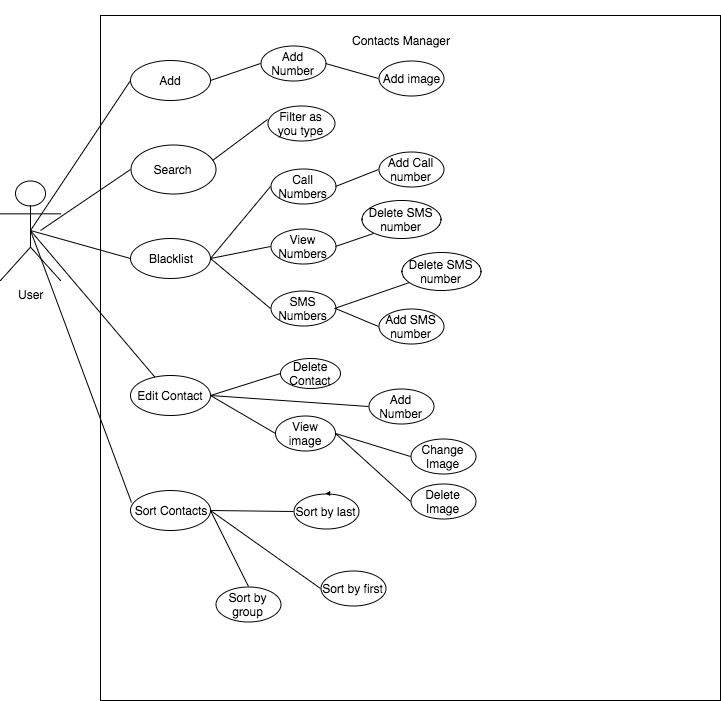 Contacts Manager
Add
Add
Number
Add image
Filter as
you type
Search
Call
Numbers
Add Call
number
Delete SMS
number
View
Numbers
Blacklist
Delete SMS
number
SMS
Numbers
Add SMS
number
User
Delete
Contact
Edit Contact
Add
Number
View
image
Change
Image
Delete
Image
Sort Contacts
Sort by last
Sort by first
Sort by
group